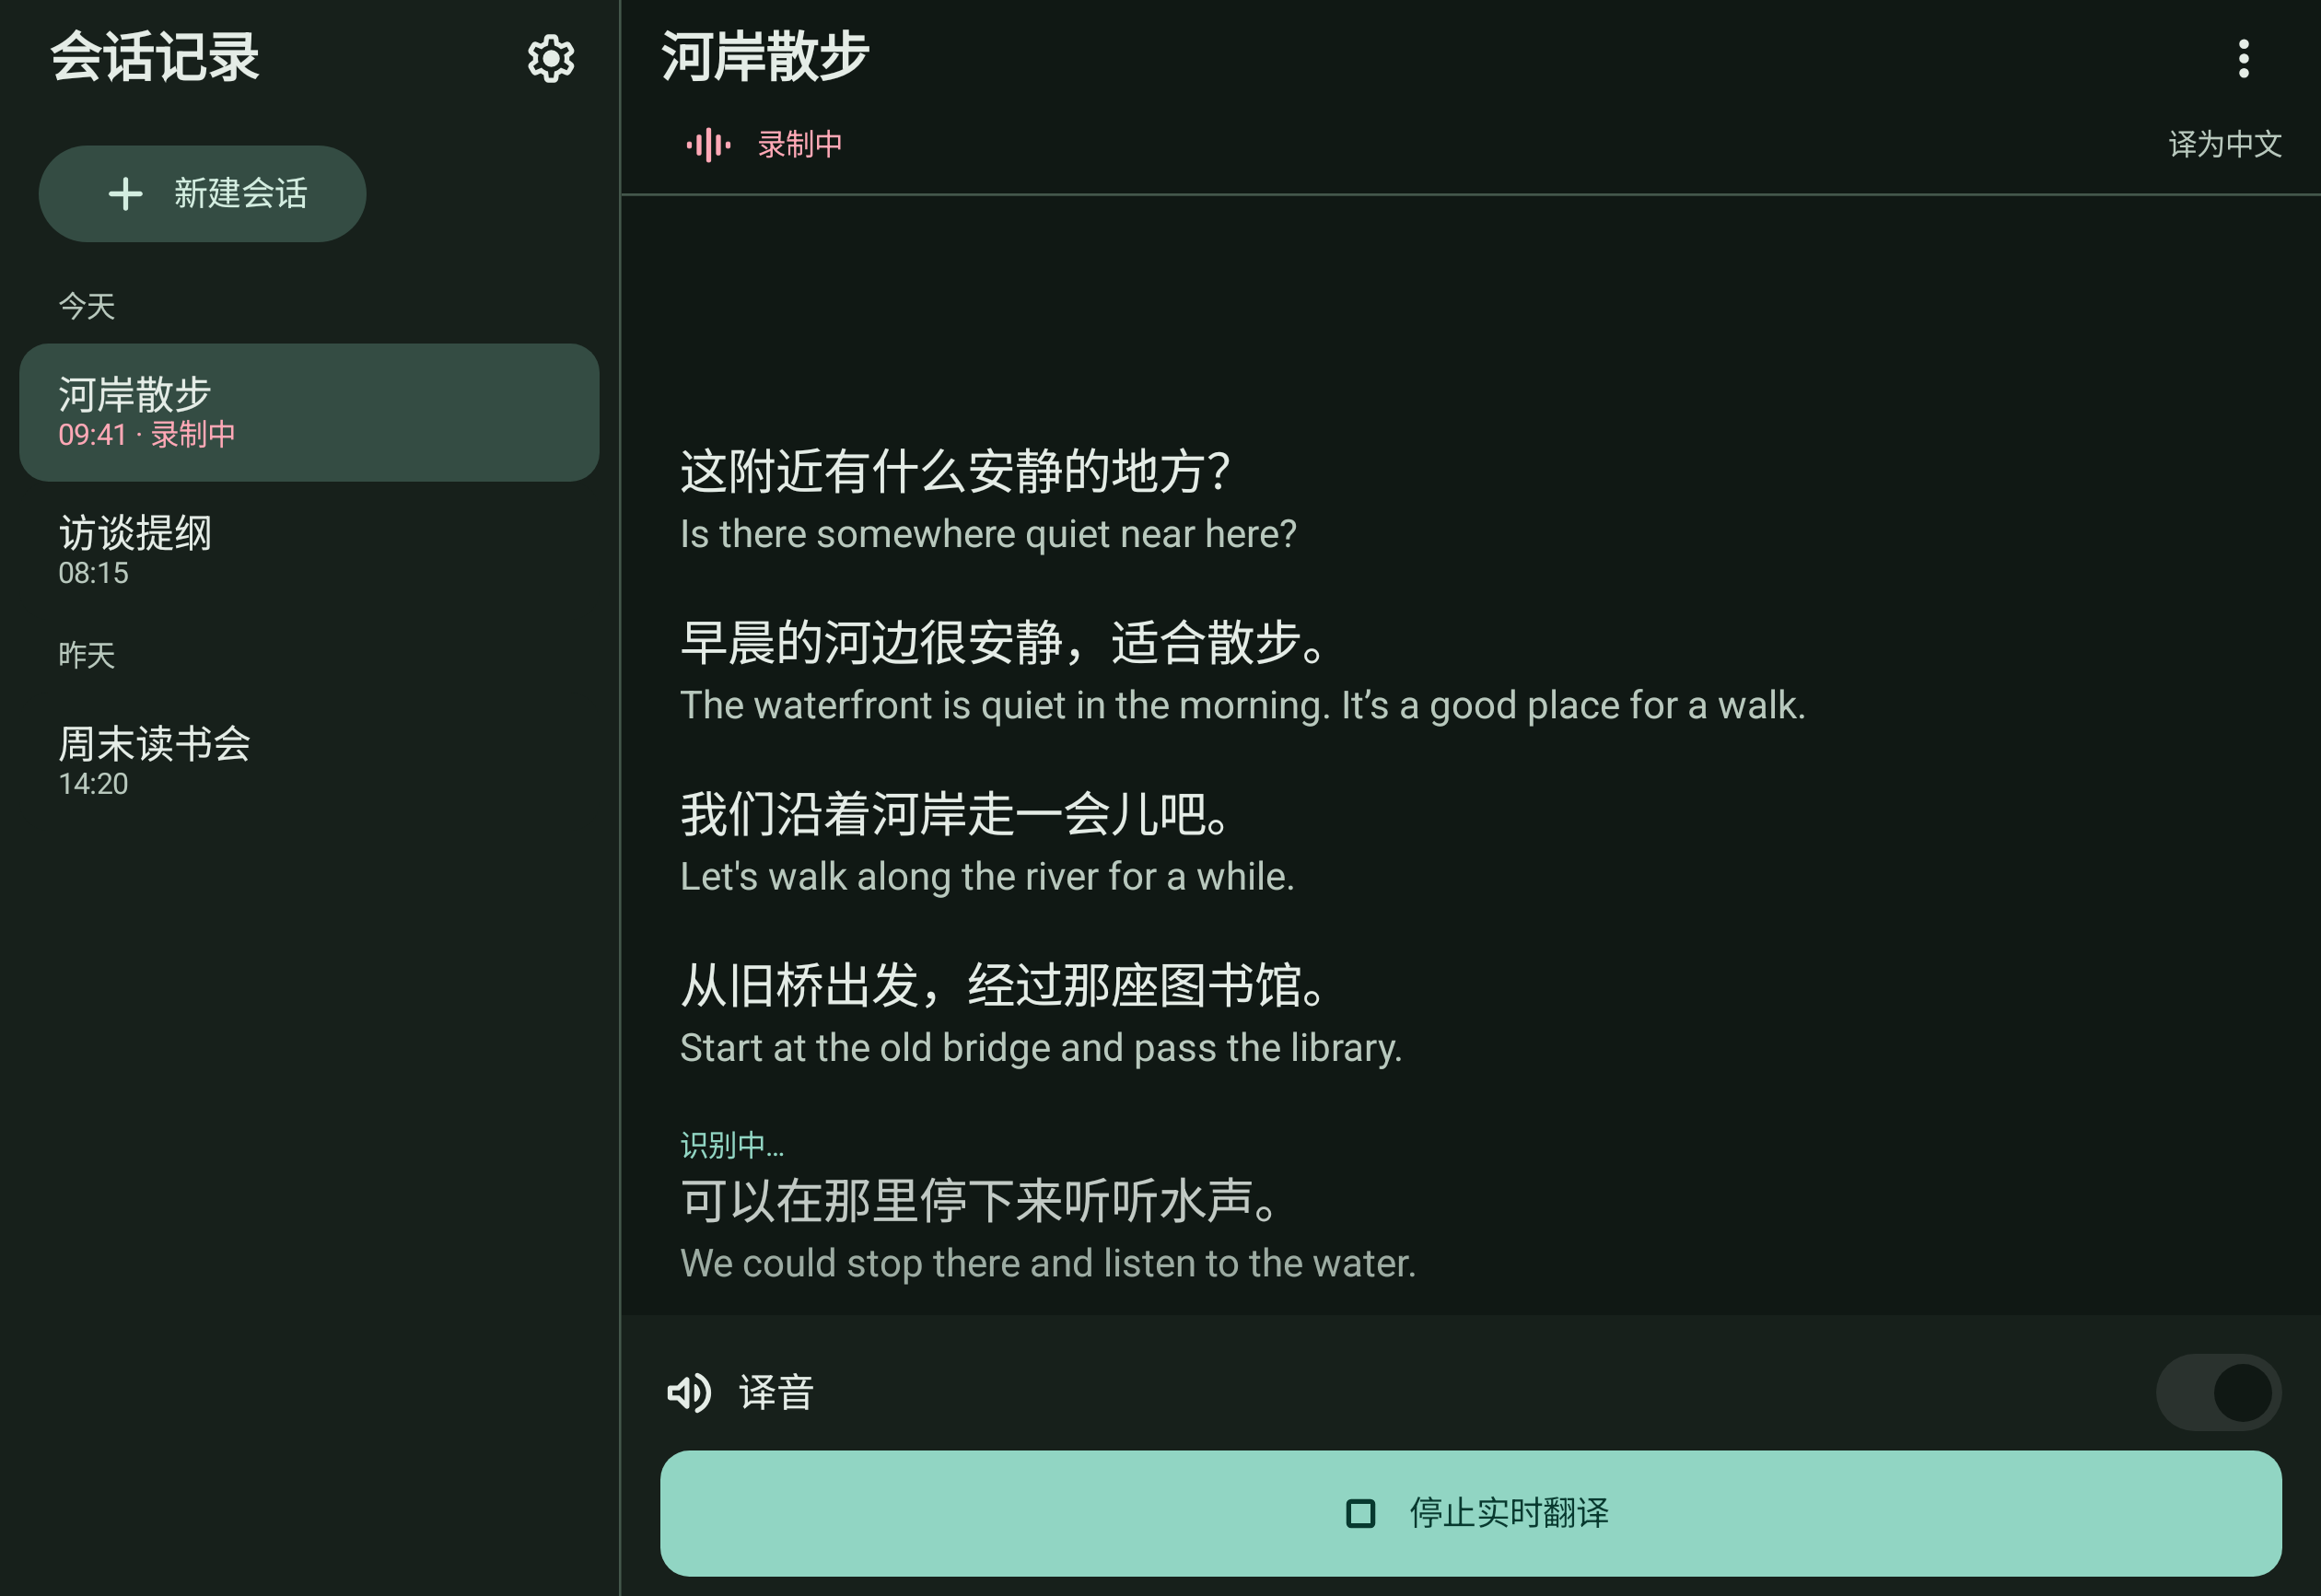 会话记录
新建会话
今天
河岸散步
09:41 · 录制中
访谈提纲
08:15
昨天
周末读书会
14:20
河岸散步
录制中
译为中文
这附近有什么安静的地方？
Is there somewhere quiet near here?
早晨的河边很安静，适合散步。
The waterfront is quiet in the morning. It’s a good place for a walk.
我们沿着河岸走一会儿吧。
Let's walk along the river for a while.
从旧桥出发，经过那座图书馆。
Start at the old bridge and pass the library.
识别中…
可以在那里停下来听听水声。
We could stop there and listen to the water.
译音
停止实时翻译